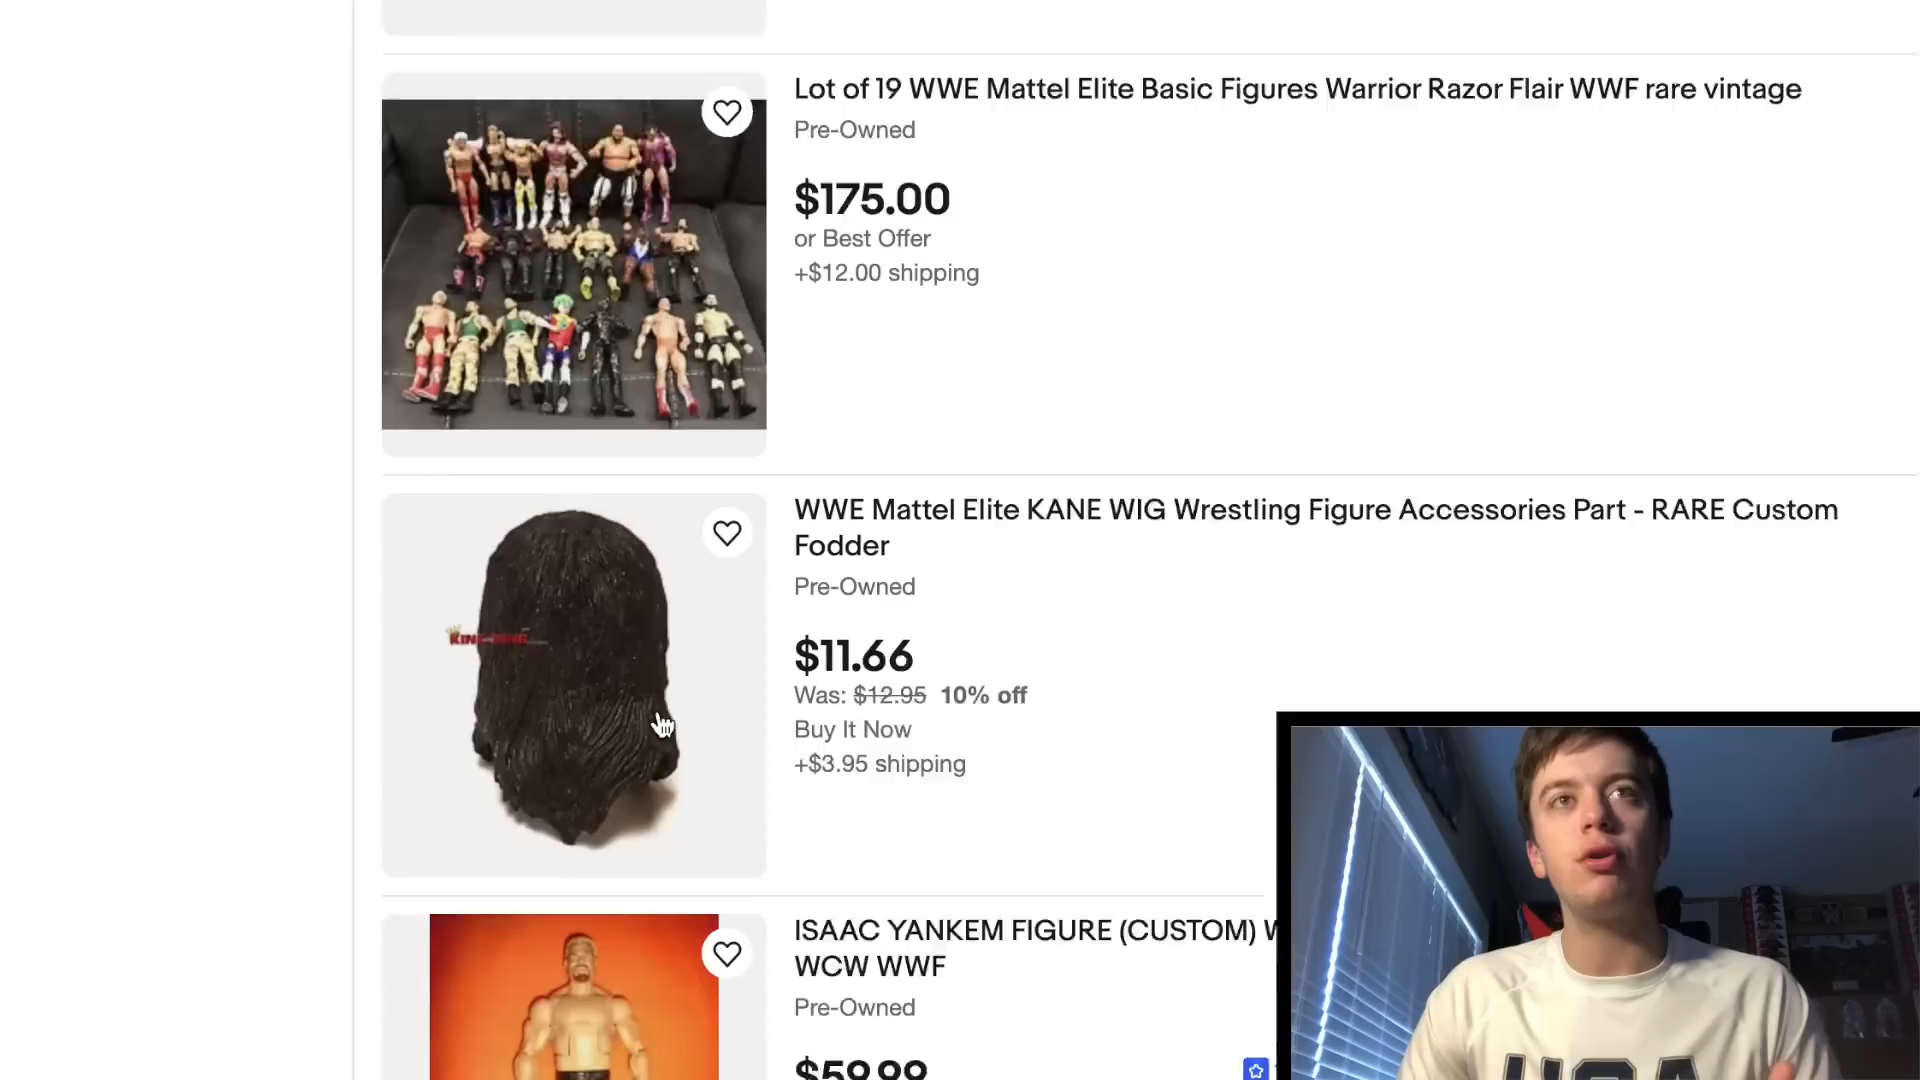 Lot of 19 WWE Mattel Elite Basic Figures Warrior Razor Flair WWF rare vintage
Pre-Owned
$175.00
or Best Offer
+$12.00 shipping
WWE Mattel Elite KANE WIG Wrestling Figure Accessories Part - RARE Custom
Fodder
Pre-Owned
$11.66
Was: $12.95 10% off
Buy It Now
+$3.95 shipping
ISAAC YANKEM FIGURE (CUSTOM)
WCW WWF
Pre-Owned
$59.99
USA